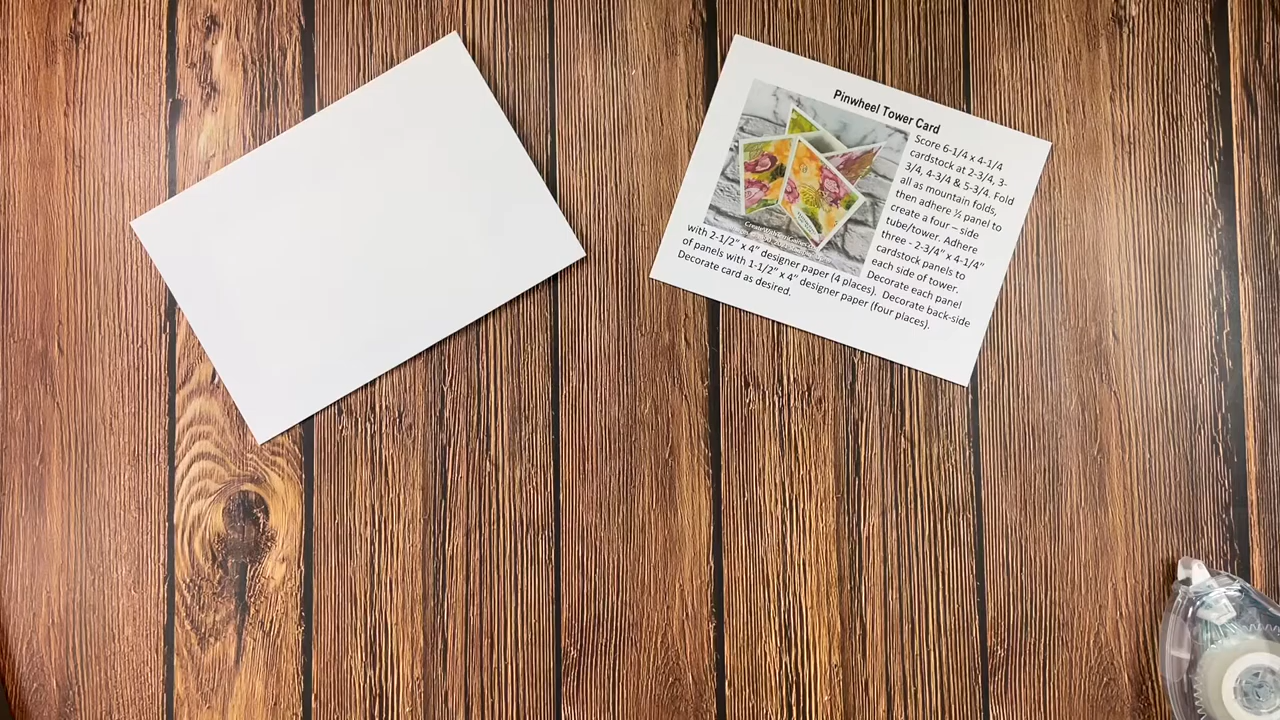 Pinwheel Tower Card
Score 6-1/4 x 4-1/4
cardstock at 2-3/4, 3-
3/4, 4-3/4 & 5-3/4. Fold
all as mountain folds,
then adhere ½ panel to
create a four – side
tube/tower. Adhere
three - 2-3/4" x 4-1/4"
cardstock panels to
each side of tower.
Decorate each panel
with 2-1/2" x 4" designer paper (4 places). Decorate back-side
of panels with 1-1/2" x 4" designer paper (four places).
Decorate card as desired.